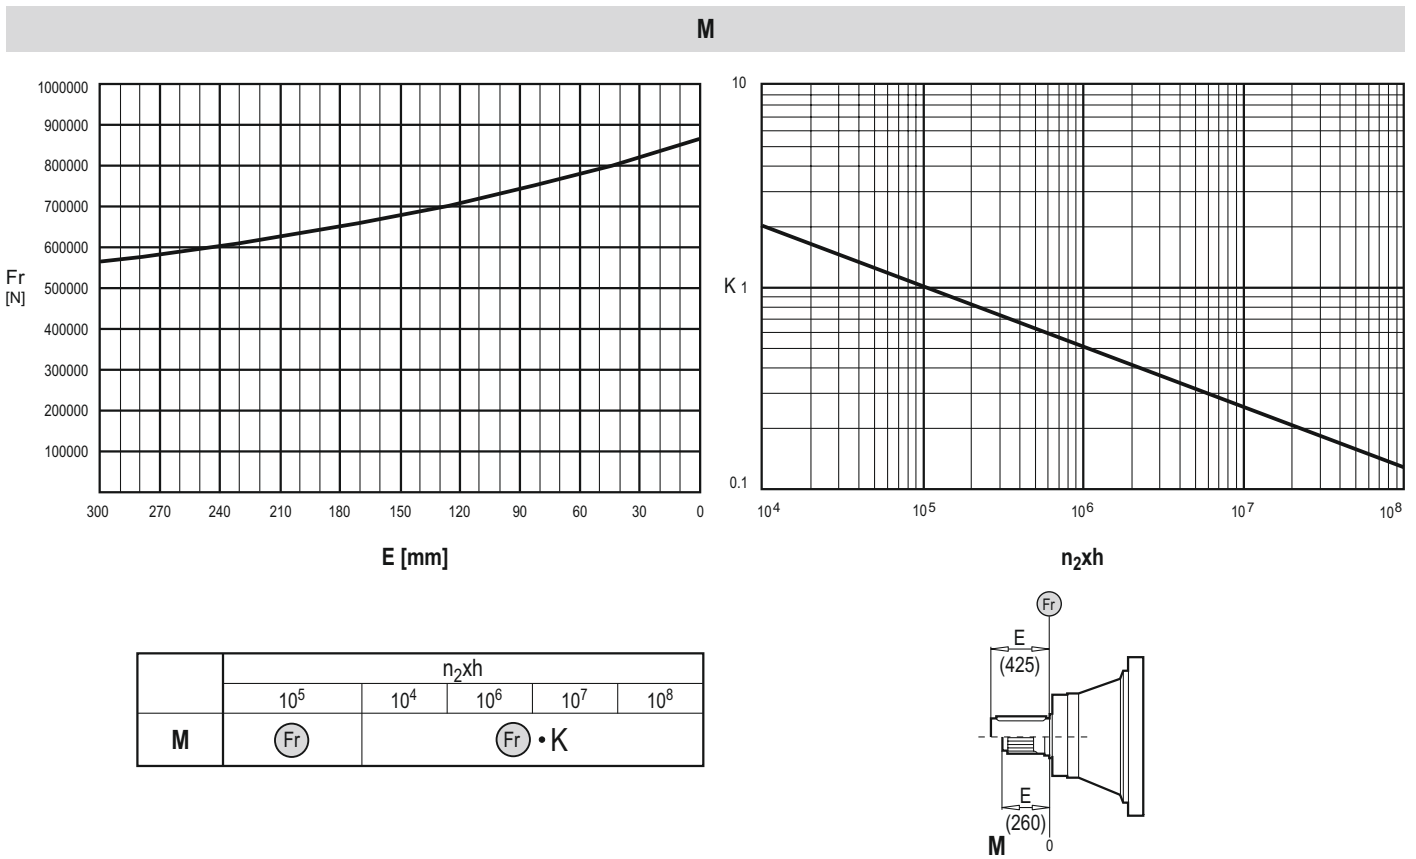 M
1000000
900000
800000
700000
600000
500000
400000
300000
200000
100000
Fr
[N]
300 270 240 210 180 150 120 90 60 30 0
E [mm]
10
K 1
0.1
10⁴ 10⁵ 10⁶ 10⁷ 10⁸
n₂xh
n₂xh
10⁵ 10⁴ 10⁶ 10⁷ 10⁸
M Fr Fr • K
Fr
E
(425)
E
(260)
M 0